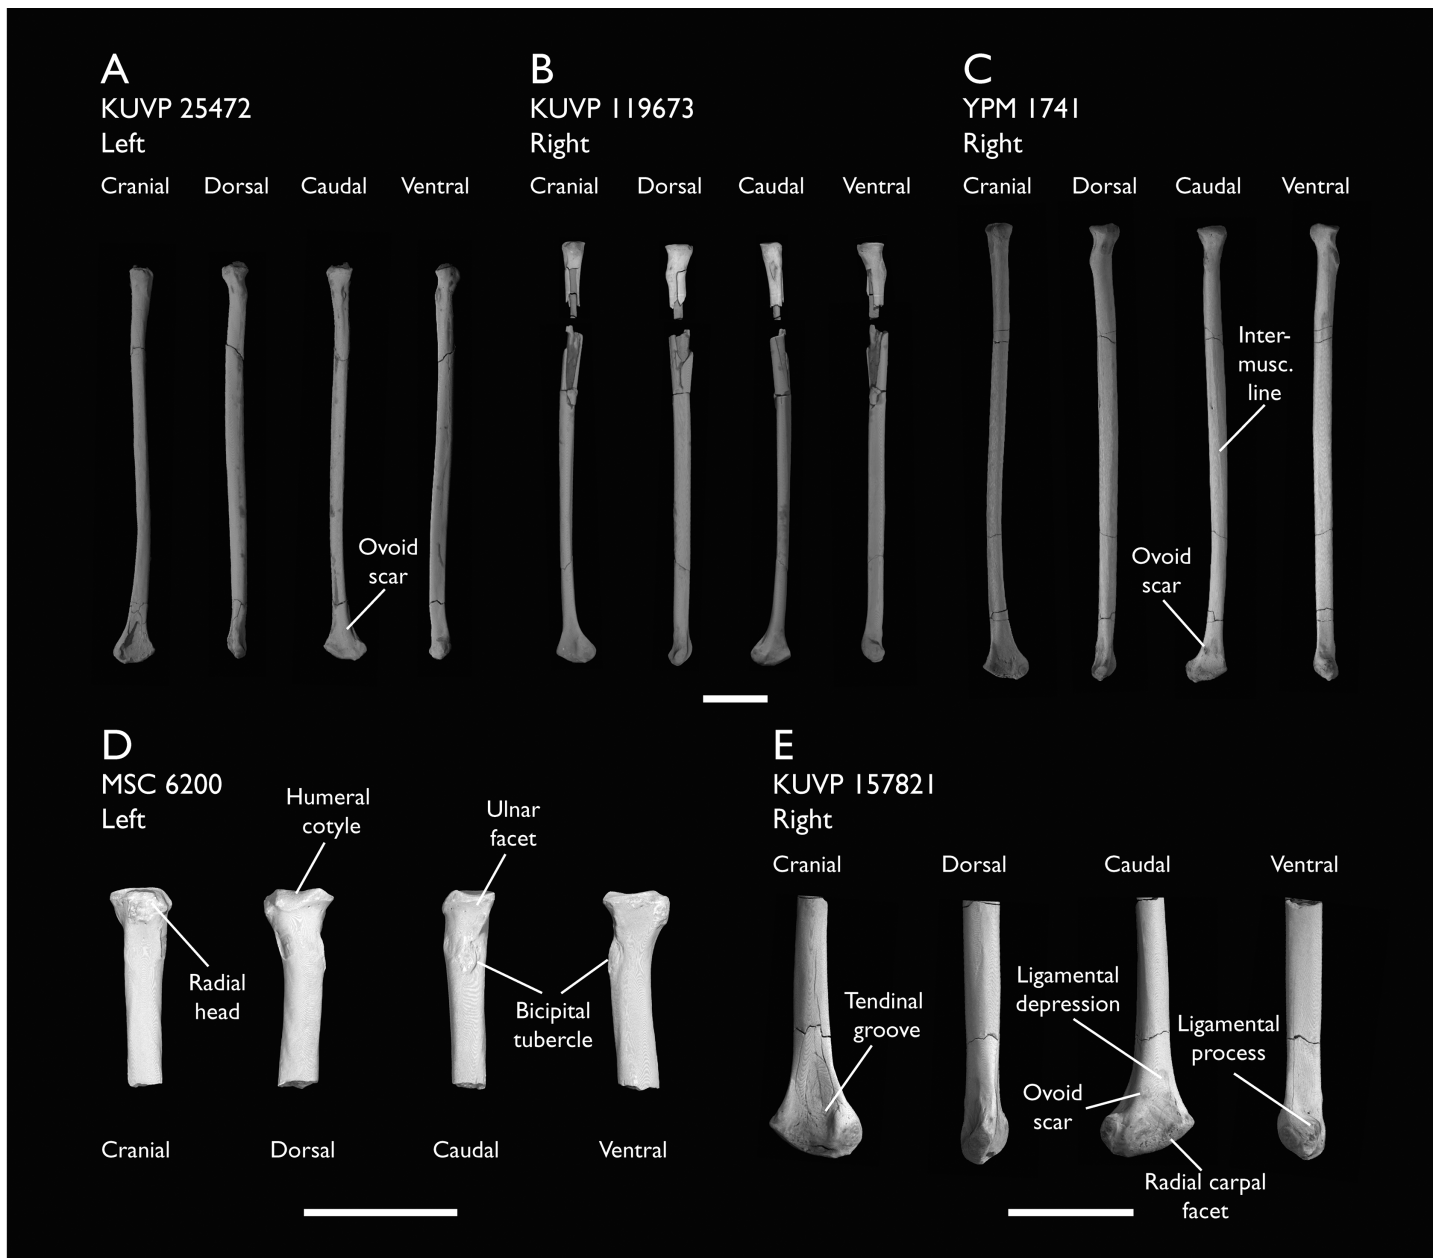 A
KUVP 25472
Left
Cranial Dorsal Caudal Ventral
Ovoid
scar
B
KUVP 119673
Right
Cranial Dorsal Caudal Ventral
C
YPM 1741
Right
Cranial Dorsal Caudal Ventral
Inter-
musc.
line
Ovoid
scar
D
MSC 6200
Left
Humeral
cotyle
Ulnar
facet
Radial
head
Bicipital
tubercle
Cranial Dorsal Caudal Ventral
E
KUVP 157821
Right
Cranial Dorsal Caudal Ventral
Tendinal
groove
Ligamental
depression
Ligamental
process
Ovoid
scar
Radial carpal
facet